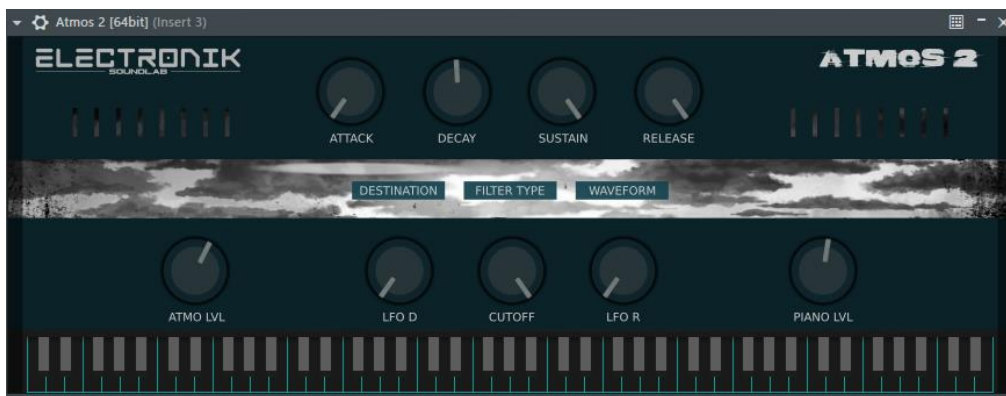 Atmos 2 [64bit] (Insert 3)
ELECTRONIK
SOUNDLAB
ATMOS 2
ATTACK DECAY SUSTAIN RELEASE
DESTINATION FILTER TYPE WAVEFORM
ATMO LVL LFO D CUTOFF LFO R PIANO LVL